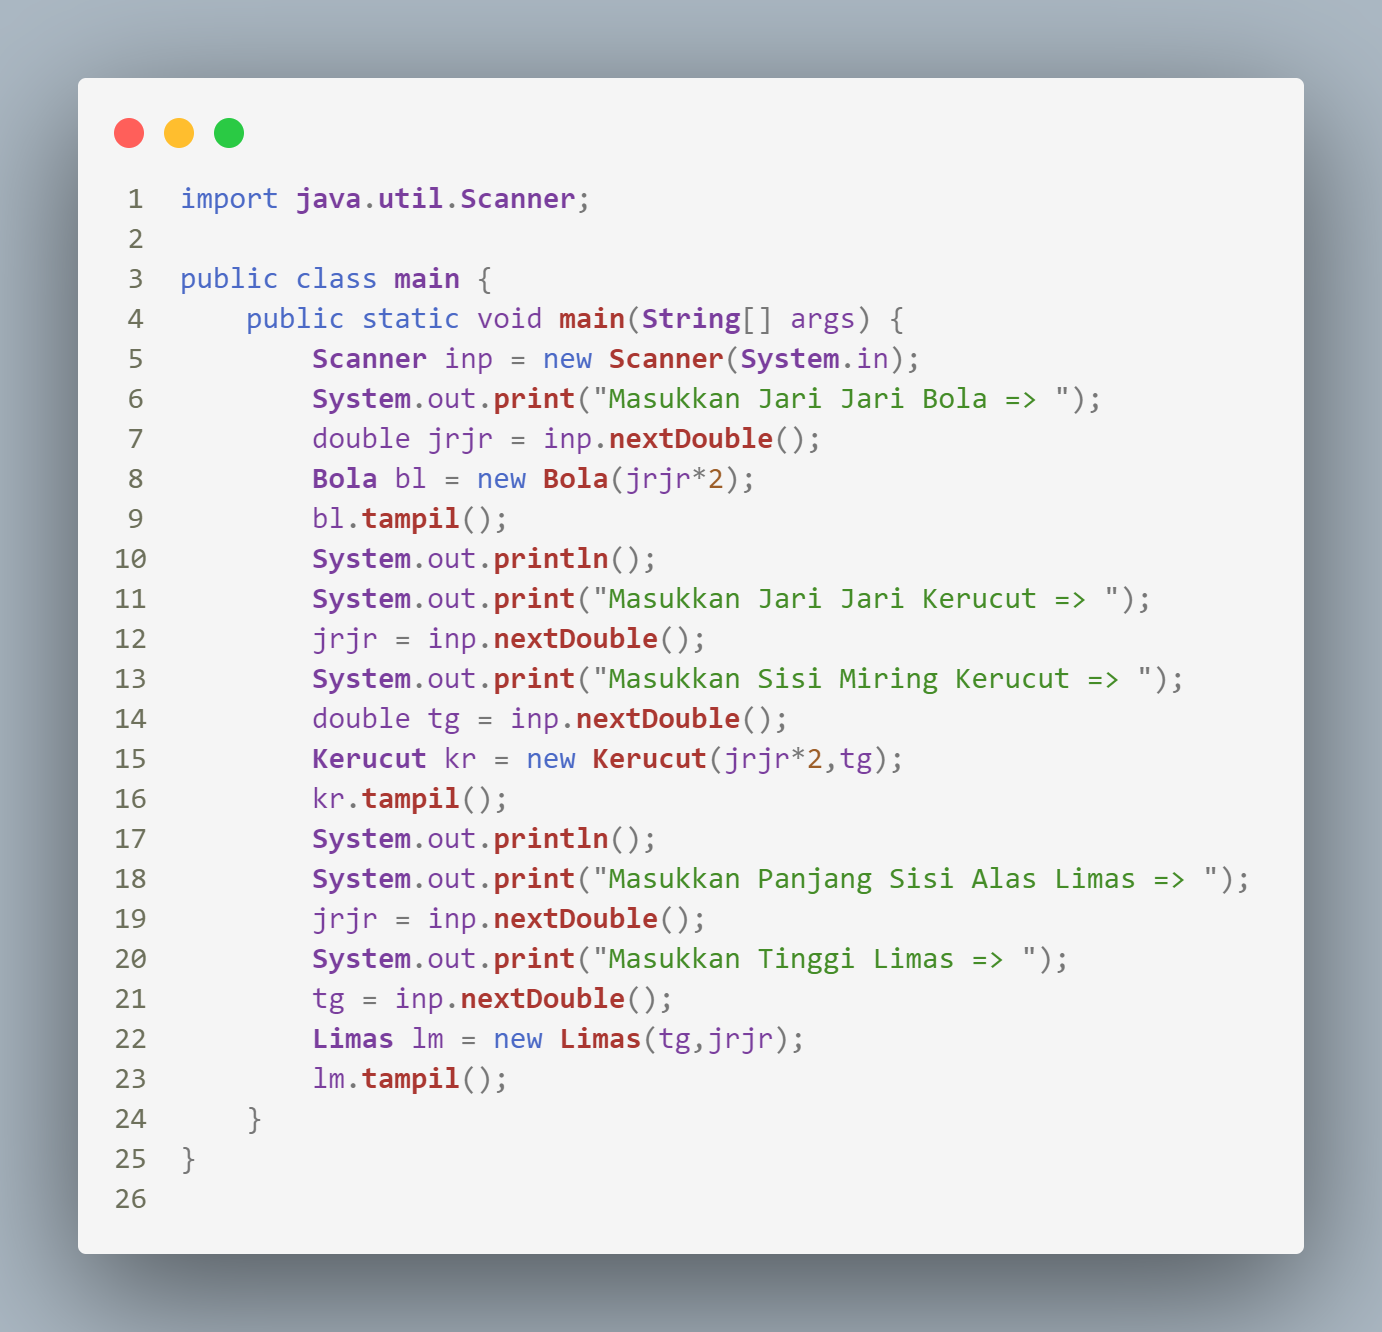 1 import java.util.Scanner;
2
3 public class main {
4     public static void main(String[] args) {
5         Scanner inp = new Scanner(System.in);
6         System.out.print("Masukkan Jari Jari Bola => ");
7         double jrjr = inp.nextDouble();
8         Bola bl = new Bola(jrjr*2);
9         bl.tampil();
10         System.out.println();
11         System.out.print("Masukkan Jari Jari Kerucut => ");
12         jrjr = inp.nextDouble();
13         System.out.print("Masukkan Sisi Miring Kerucut => ");
14         double tg = inp.nextDouble();
15         Kerucut kr = new Kerucut(jrjr*2,tg);
16         kr.tampil();
17         System.out.println();
18         System.out.print("Masukkan Panjang Sisi Alas Limas => ");
19         jrjr = inp.nextDouble();
20         System.out.print("Masukkan Tinggi Limas => ");
21         tg = inp.nextDouble();
22         Limas lm = new Limas(tg,jrjr);
23         lm.tampil();
24     }
25 }
26